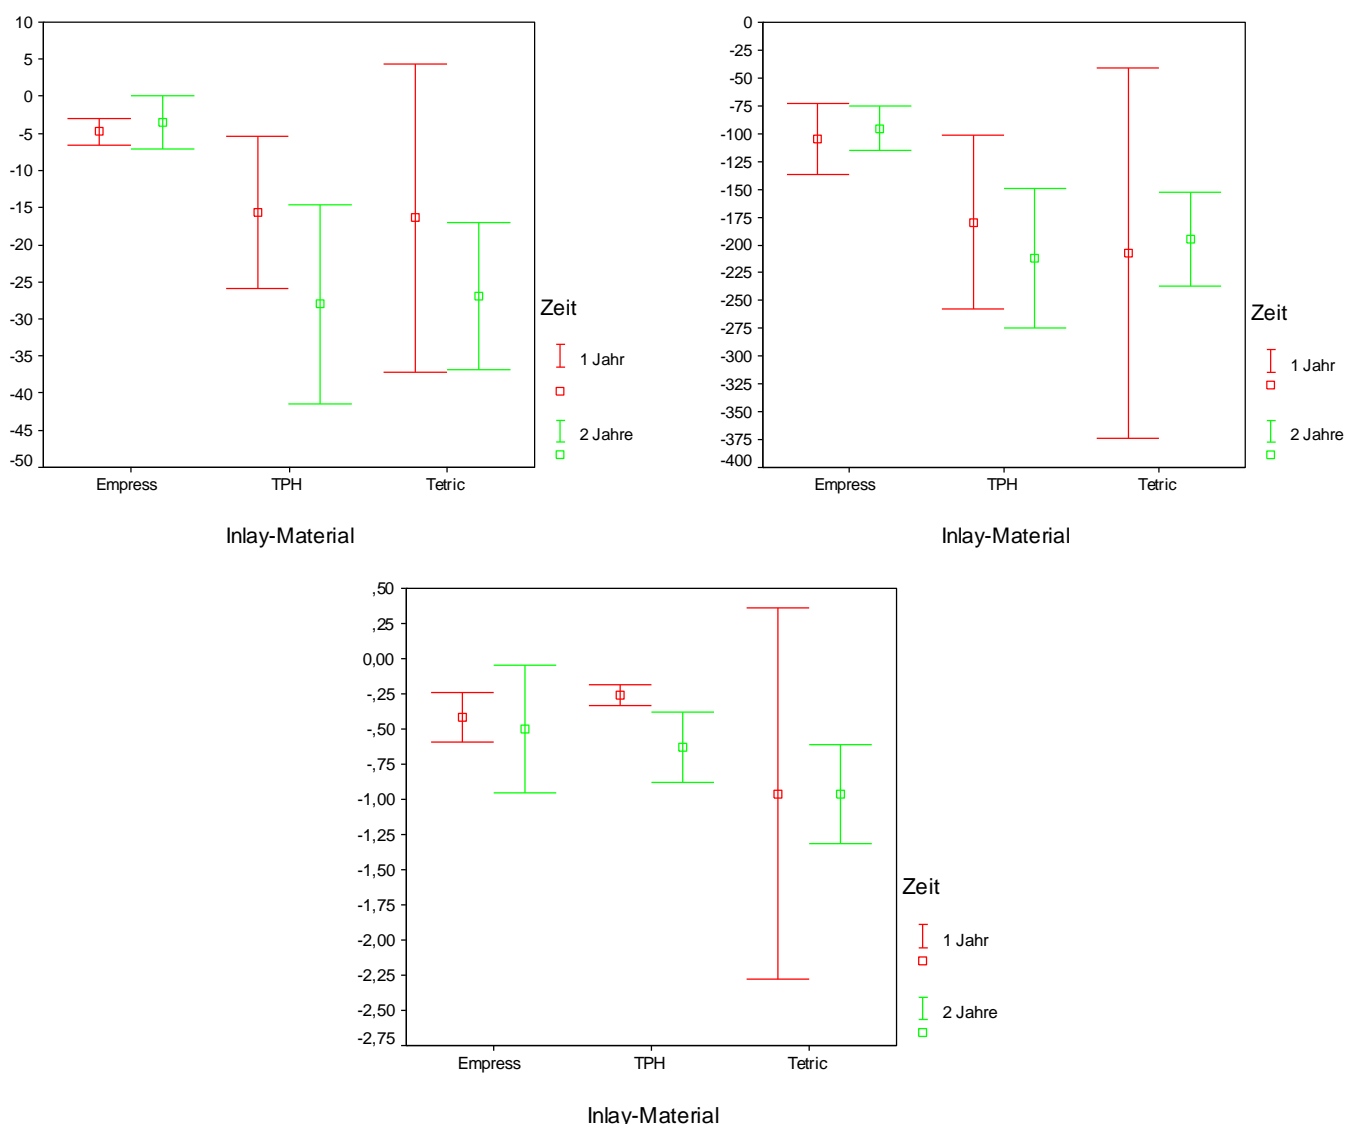 10
5
0
-5
-10
-15
-20
-25
-30
-35
-40
-45
-50
Empress TPH Tetric
Inlay-Material
Zeit
1 Jahr
2 Jahre
0
-25
-50
-75
-100
-125
-150
-175
-200
-225
-250
-275
-300
-325
-350
-375
-400
Empress TPH Tetric
Inlay-Material
Zeit
1 Jahr
2 Jahre
,50
,25
0,00
-,25
-,50
-,75
-1,00
-1,25
-1,50
-1,75
-2,00
-2,25
-2,50
-2,75
Empress TPH Tetric
Inlay-Material
Zeit
1 Jahr
2 Jahre